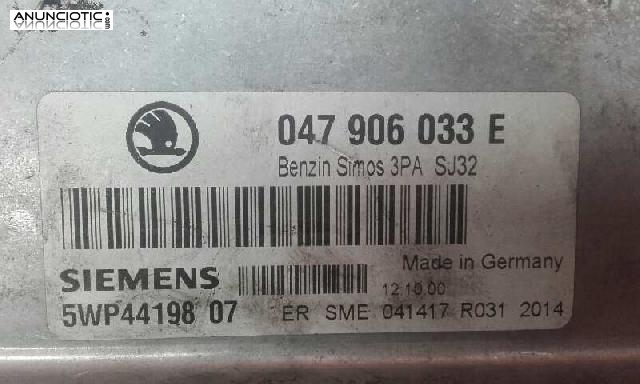 ANUNCIOTIC.com
047 906 033 E
Benzin Simos 3PA SJ32
Made in Germany
SIEMENS
12.10.00
5WP44198 07 ER SME 041417 R031 2014